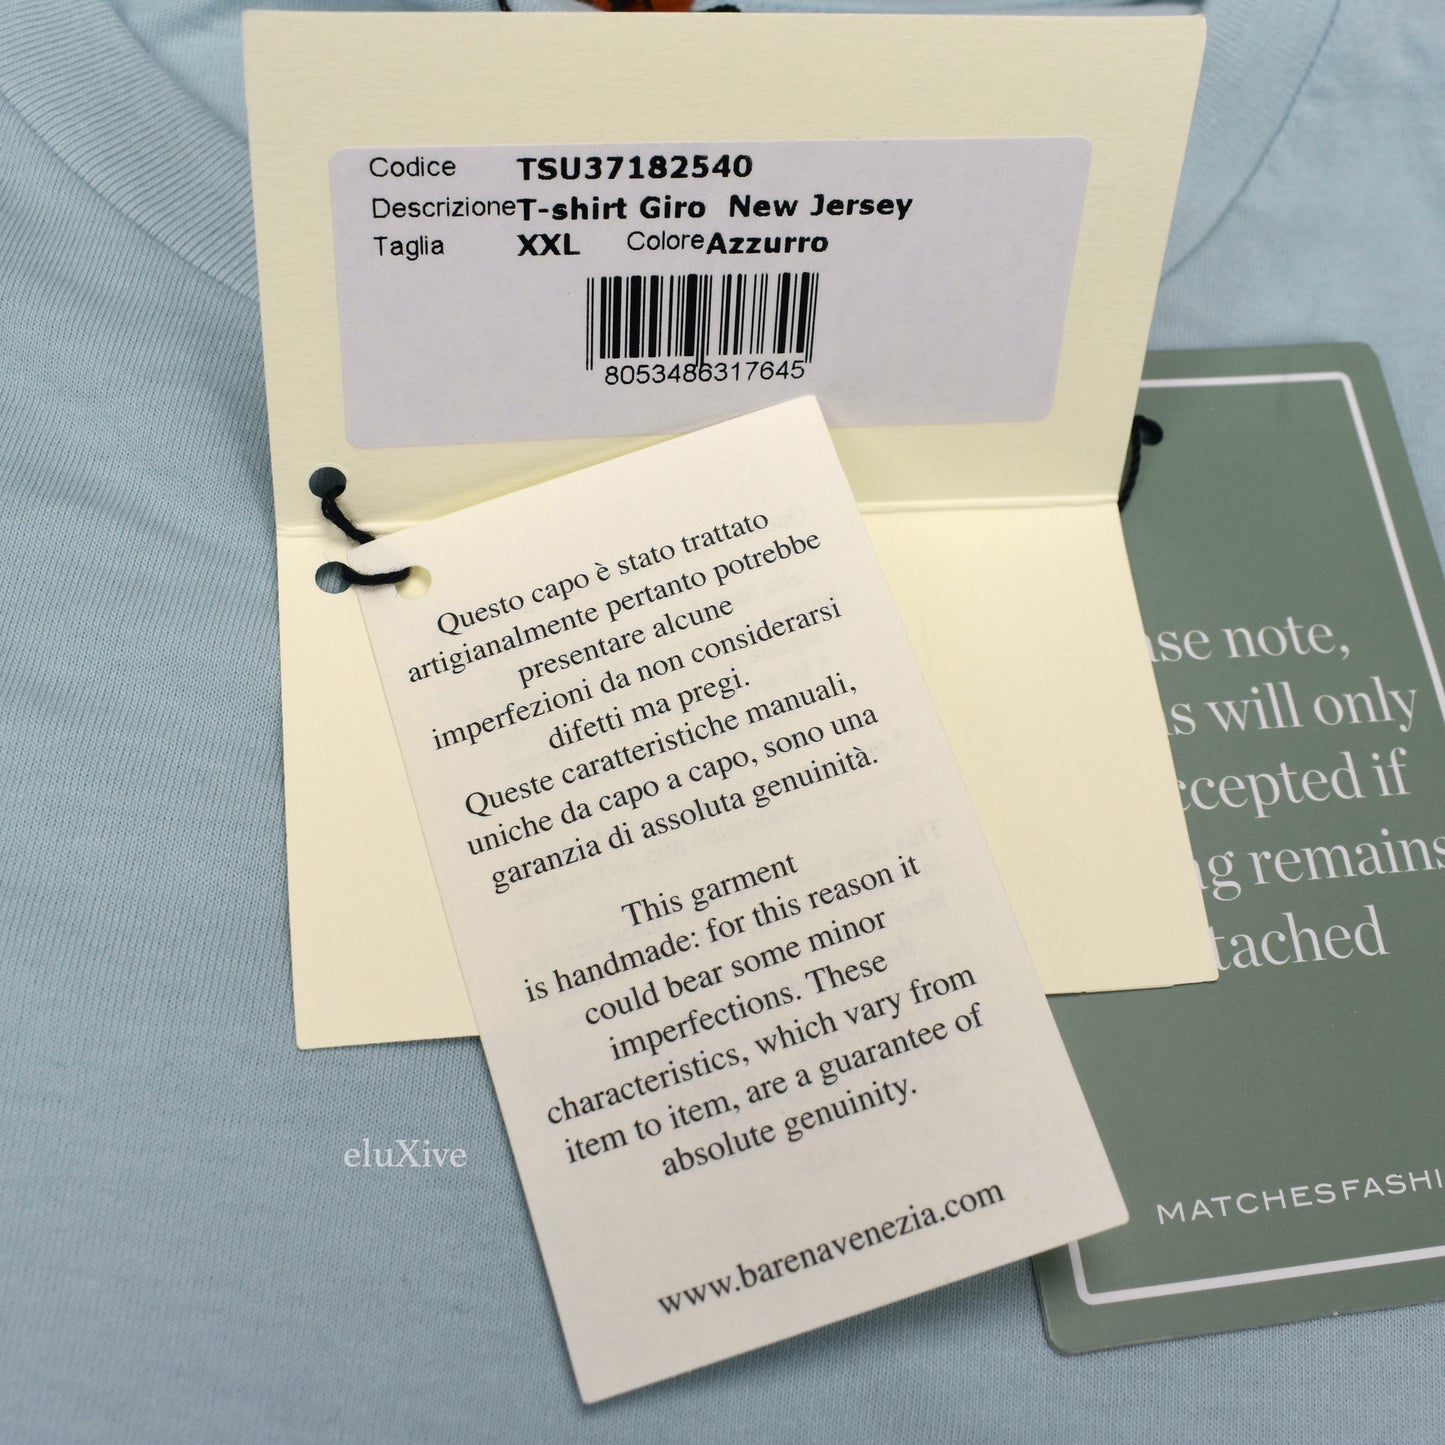 Codice TSU37182540
Descrizione T-shirt Giro New Jersey
Taglia XXL Colore Azzurro
8053486317645
Questo capo è stato trattato
artigianalmente pertanto potrebbe
presentare alcune
imperfezioni da non considerarsi
difetti ma pregi.
Queste caratteristiche manuali,
uniche da capo a capo, sono una
garanzia di assoluta genuinità.
This garment
is handmade: for this reason it
could bear some minor
imperfections. These
characteristics, which vary from
item to item, are a guarantee of
absolute genuinity.
www.barenavenezia.com
note,
will only
if
remains
MATCHESFASHI
eluXive